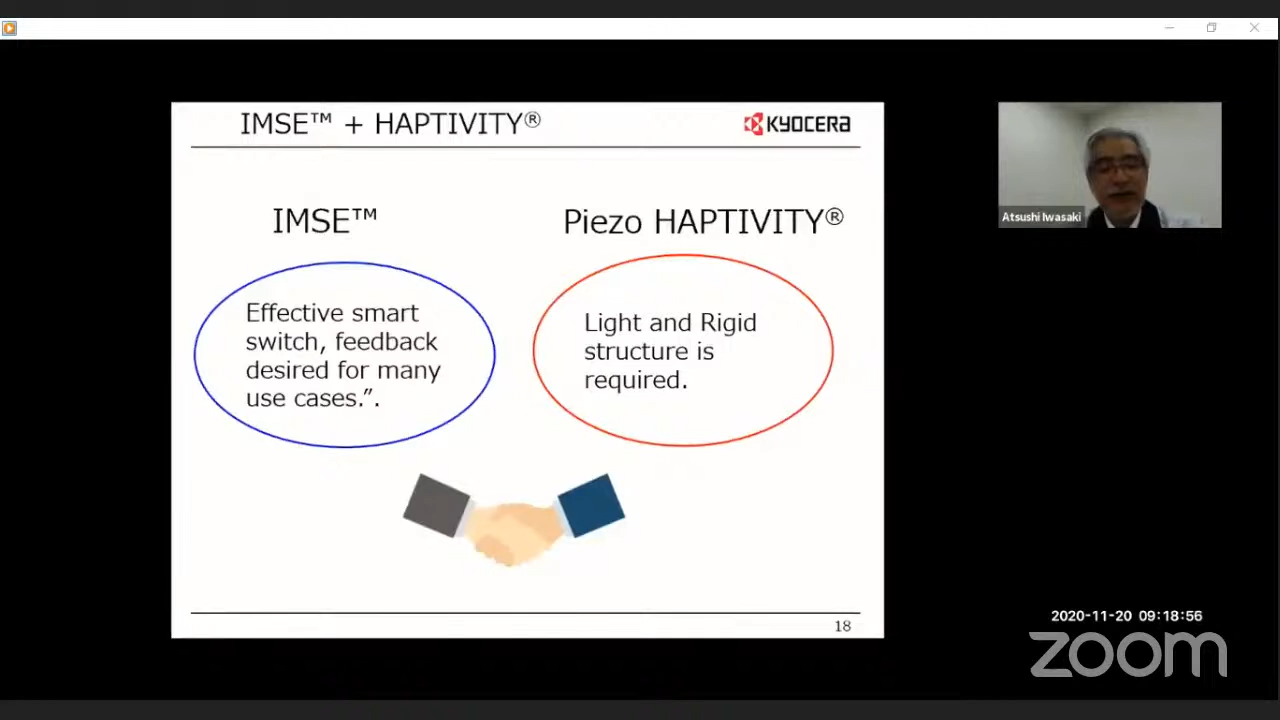 IMSE™ + HAPTIVITY®
KYOCERA
IMSE™
Piezo HAPTIVITY®
Effective smart
switch, feedback
desired for many
use cases.”.
Light and Rigid
structure is
required.
18
Atsushi Iwasaki
2020-11-20 09:18:56
zoom